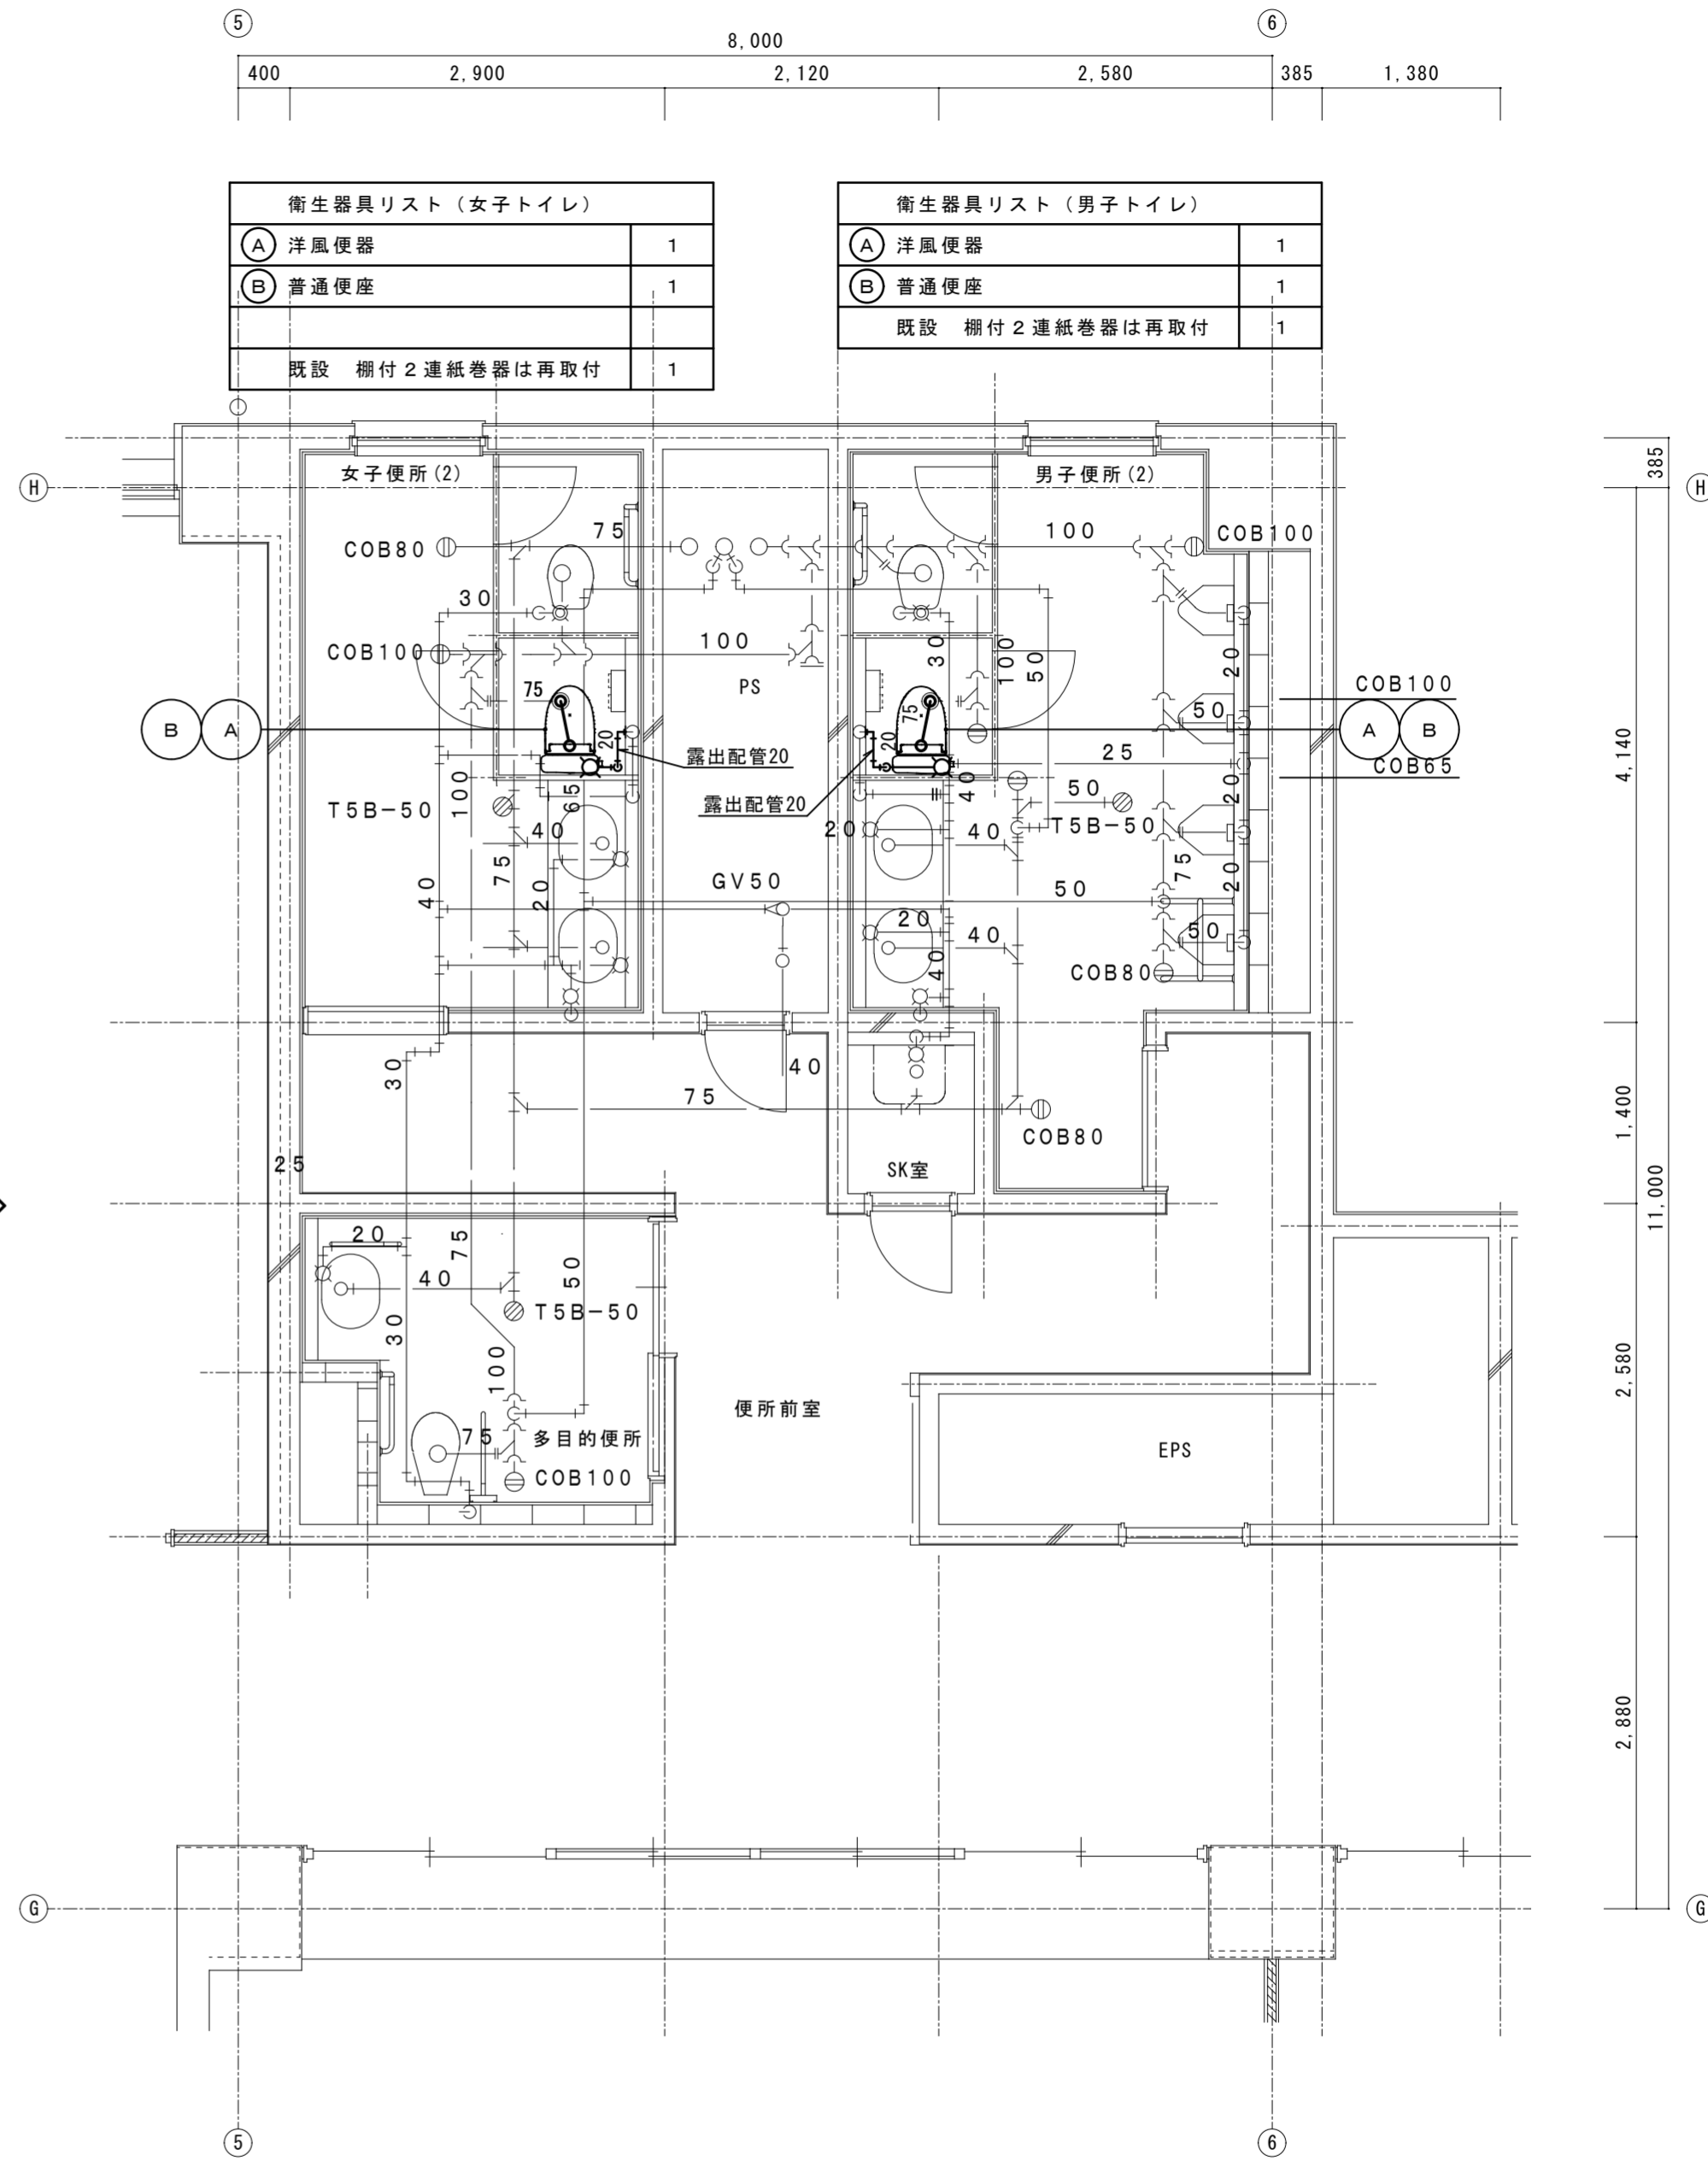 5
6
8,000
400
2,900
2,120
2,580
385
1,380
衛生器具リスト（女子トイレ）
A 洋風便器 1
B 普通便座 1
既設 棚付２連紙巻器は再取付 1
衛生器具リスト（男子トイレ）
A 洋風便器 1
B 普通便座 1
既設 棚付２連紙巻器は再取付 1
H
女子便所(2)
男子便所(2)
385
H
COB80
75
100
COB100
30
COB100
100
30
100
50
20
PS
COB100
75
75
50
B
A
A
B
20
露出配管20
20
25
COB65
4,140
露出配管20
T5B-50
100
65
40
50
20
T5B-50
40
20
40
75
75
40
20
GV50
50
20
20
40
50
40
COB80
30
40
75
1,400
COB80
25
SK室
11,000
20
75
40
50
T5B-50
30
100
2,580
便所前室
75
多目的便所
COB100
EPS
2,880
G
G
5
6